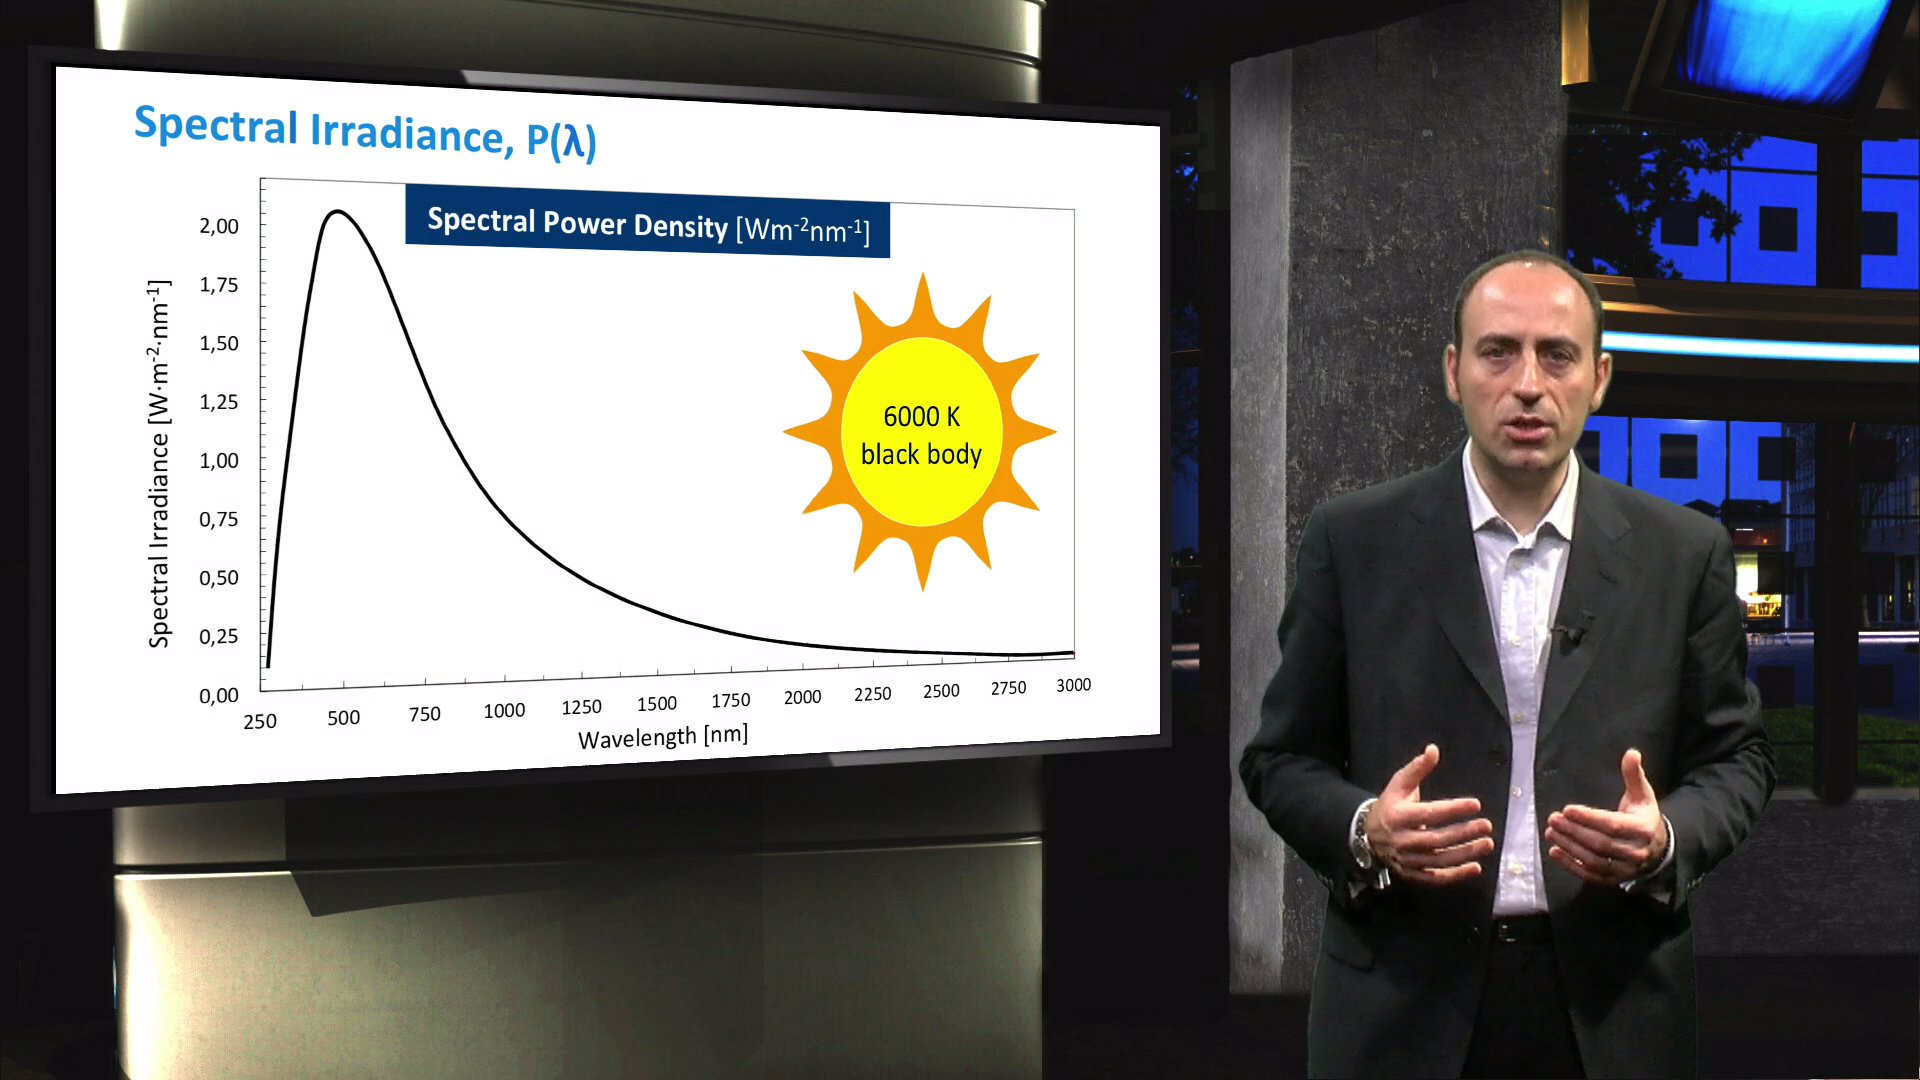 Spectral Irradiance, P(λ)
Spectral Power Density [Wm⁻²nm⁻¹]
Spectral Irradiance [W·m⁻²·nm⁻¹]
2,00
1,75
1,50
1,25
1,00
0,75
0,50
0,25
0,00
6000 K
black body
250 500 750 1000 1250 1500 1750 2000 2250 2500 2750 3000
Wavelength [nm]